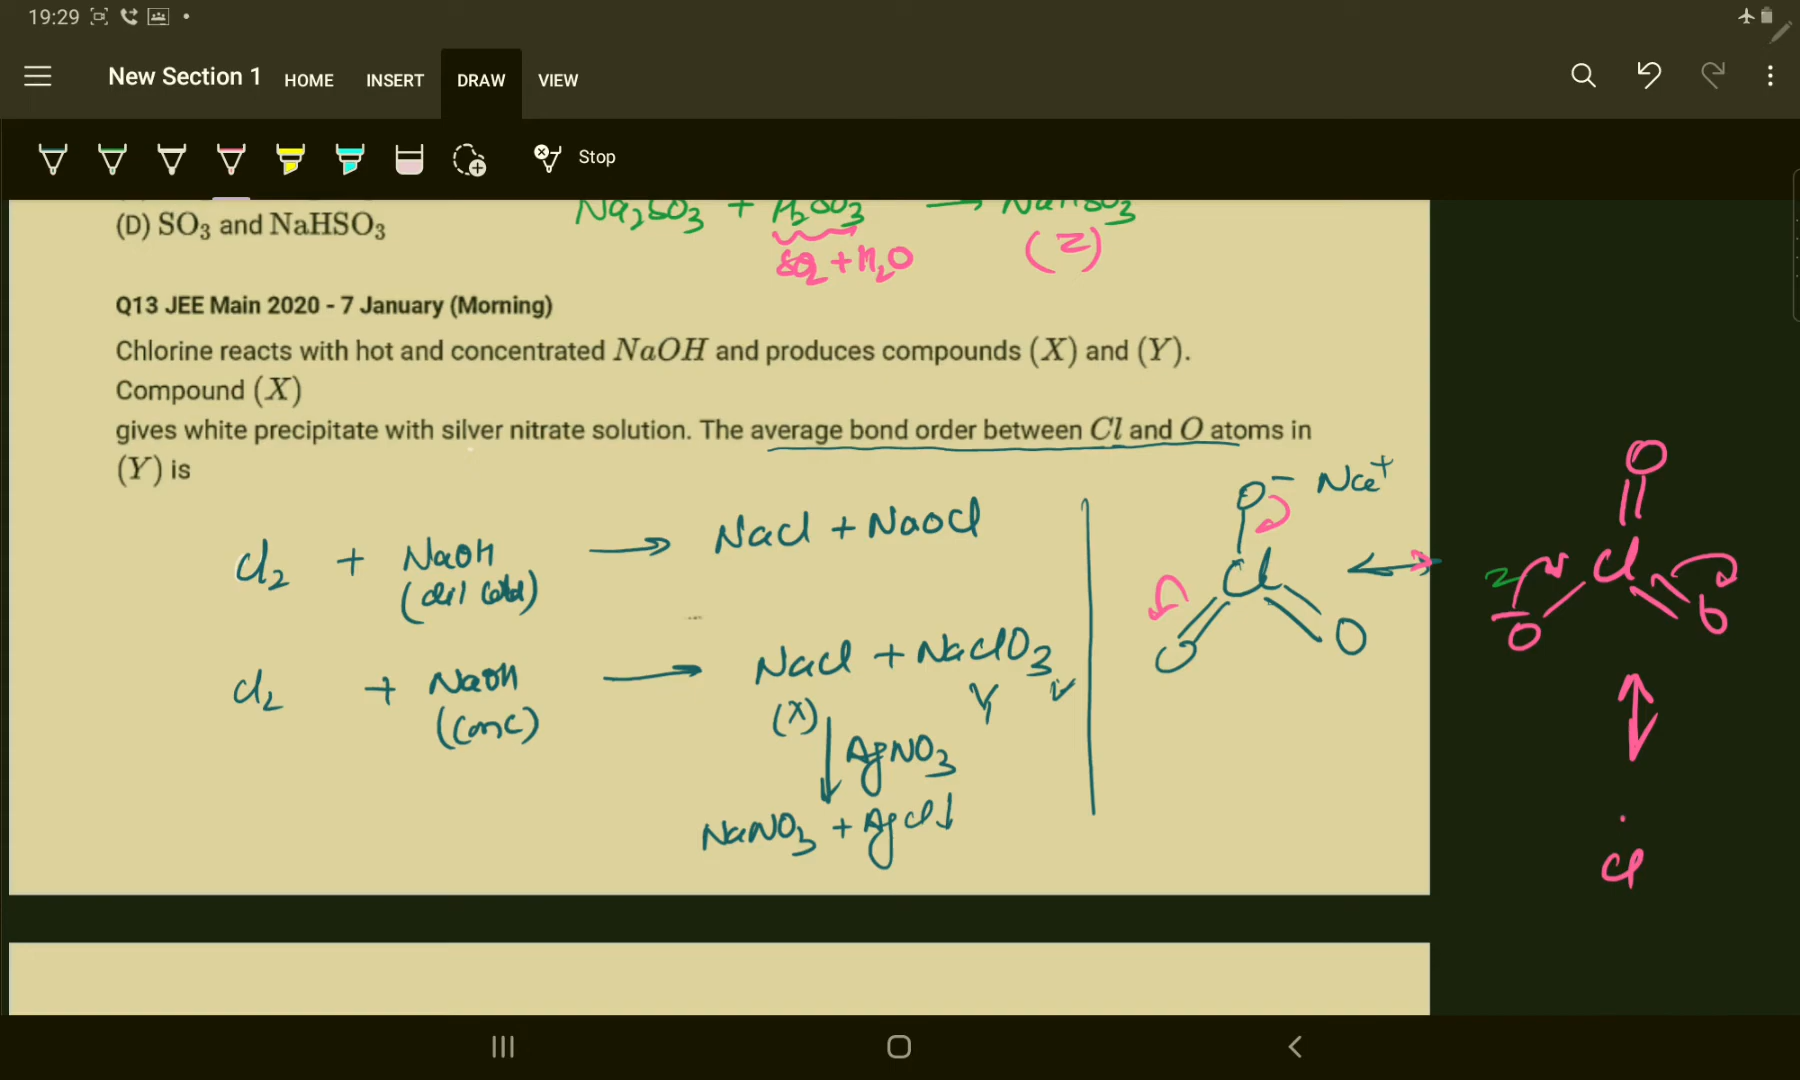 19:29
New Section 1 HOME INSERT DRAW VIEW
Stop
Na2SO3 + H2SO3 → NaHSO3
(D) SO3 and NaHSO3
SO2 + H2O (Z)
Q13 JEE Main 2020 - 7 January (Morning)
Chlorine reacts with hot and concentrated NaOH and produces compounds (X) and (Y).
Compound (X)
gives white precipitate with silver nitrate solution. The average bond order between Cl and O atoms in
(Y) is
Cl2 + NaOH → NaCl + NaOCl
(dil cold)
Cl2 + NaOH → NaCl + NaClO3
(conc) (X) Y
AgNO3
NaNO3 + AgCl↓
O− Na+
Cl ↔
O O
O
2 Cl
O O
Cl